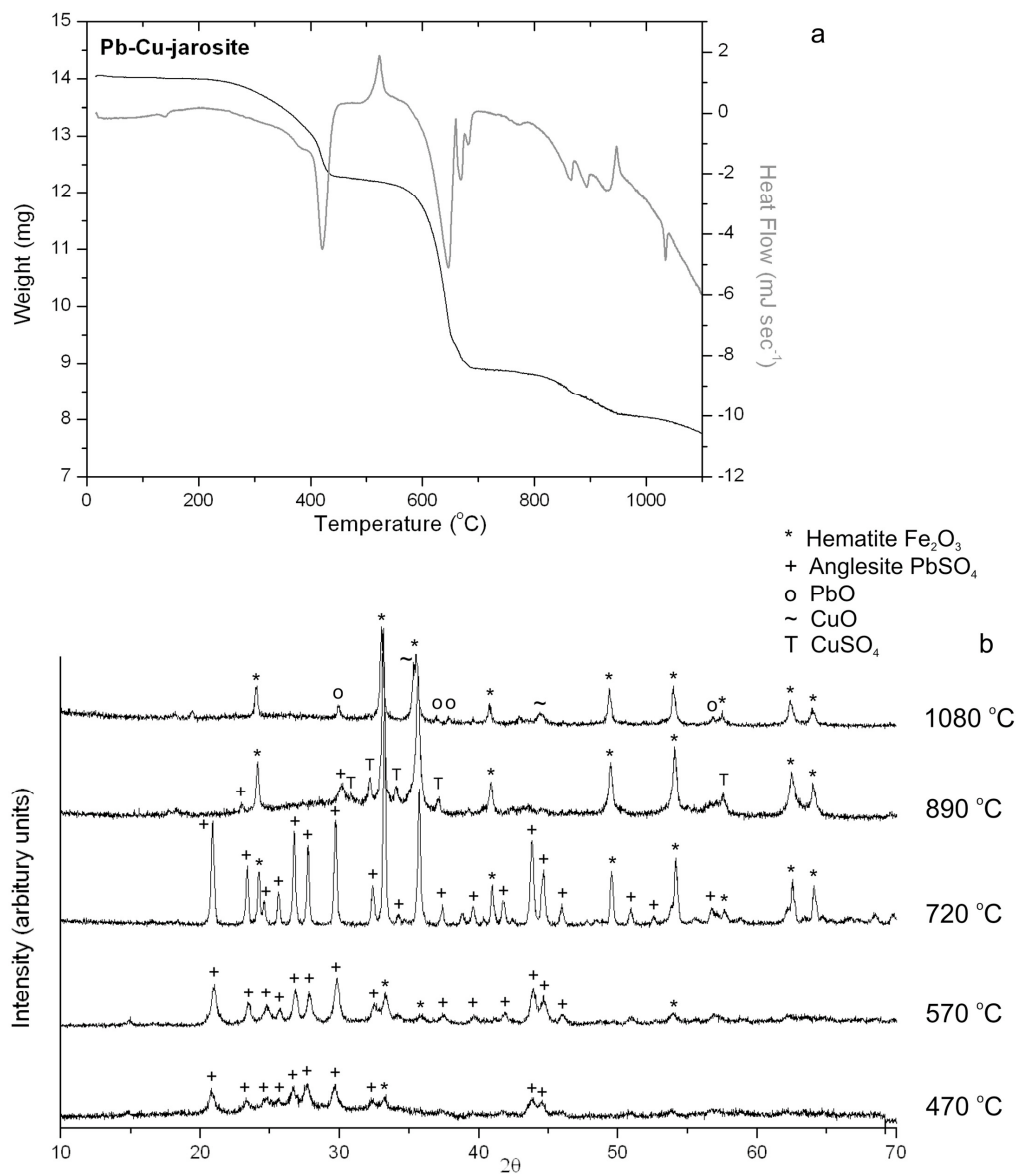 a
Pb-Cu-jarosite
15
14
13
12
11
10
9
8
7
Weight (mg)
2
0
-2
-4
-6
-8
-10
-12
Heat Flow (mJ sec⁻¹)
0 200 400 600 800 1000
Temperature (°C)
* Hematite Fe₂O₃
+ Anglesite PbSO₄
o PbO
~ CuO
T CuSO₄
b
Intensity (arbitury units)
* o * ~ * o o * ~ * * o * * *
1080 °C
+ * + T T T T * * * T * *
890 °C
+ + * + + + + + + + + + * + + + + + + * + * * *
720 °C
+ + + + + + + + * * + + + + + + *
570 °C
+ + + + + + + + * + +
470 °C
10 20 30 40 50 60 70
2θ